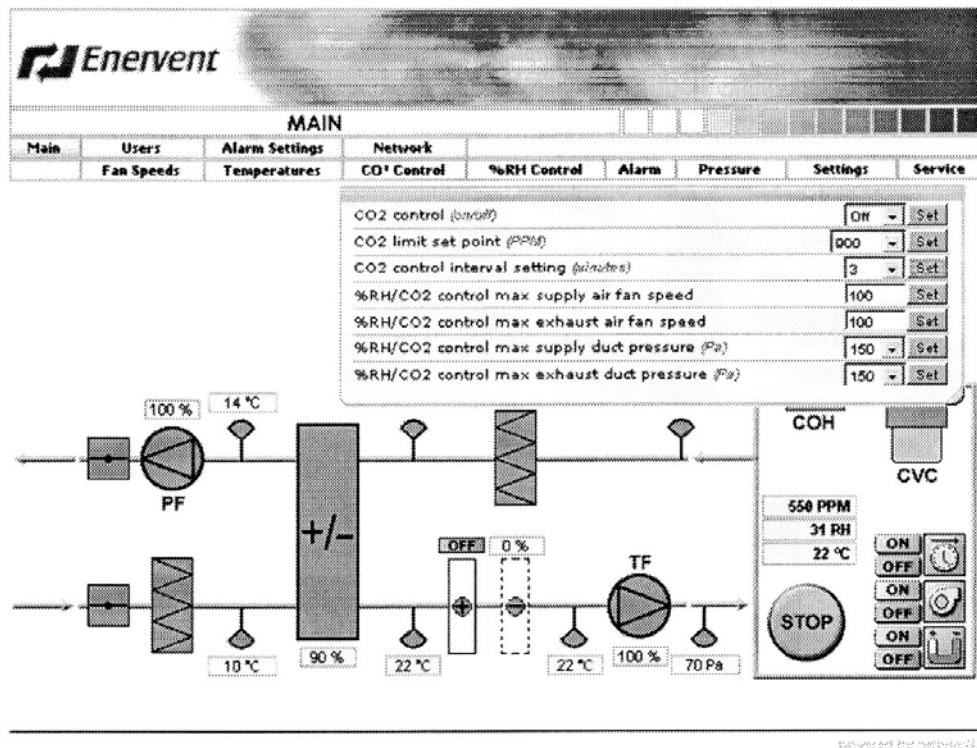 Enervent
MAIN
Main Users Alarm Settings Network
Fan Speeds Temperatures CO² Control %RH Control Alarm Pressure Settings Service
CO2 control (on/off) Off Set
CO2 limit set point (PPM) 900 Set
CO2 control interval setting (minutes) 3 Set
%RH/CO2 control max supply air fan speed 100 Set
%RH/CO2 control max exhaust air fan speed 100 Set
%RH/CO2 control max supply duct pressure (Pa) 150 Set
%RH/CO2 control max exhaust duct pressure (Pa) 150 Set
100 % 14 °C
COH
CVC
PF
+/-
550 PPM
31 RH
22 °C
OFF 0 %
TF
ON
OFF
ON
OFF
ON
OFF
STOP
10 °C 90 % 22 °C 22 °C 100 % 70 Pa